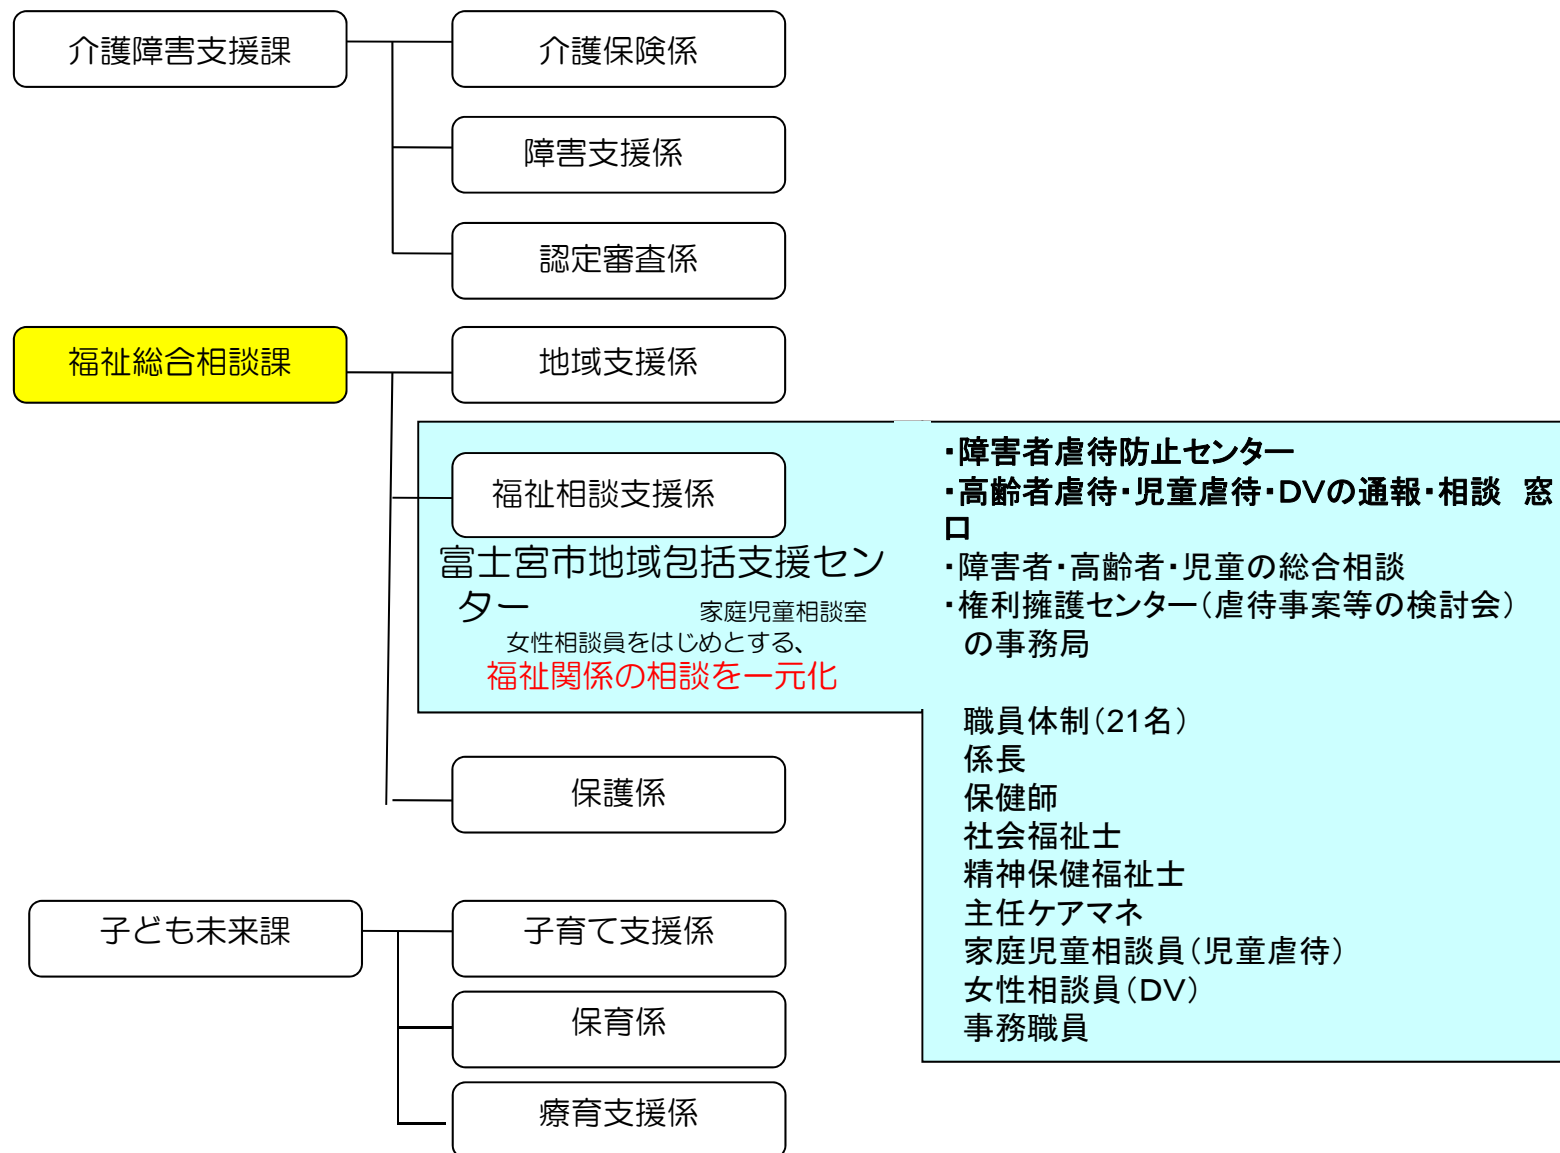 介護障害支援課
介護保険係
障害支援係
認定審査係
福祉総合相談課
地域支援係
福祉相談支援係
富士宮市地域包括支援セン
ター 家庭児童相談室
女性相談員をはじめとする、
福祉関係の相談を一元化
・障害者虐待防止センター
・高齢者虐待・児童虐待・DVの通報・相談 窓
口
・障害者・高齢者・児童の総合相談
・権利擁護センター(虐待事案等の検討会)
の事務局
職員体制(21名)
係長
保健師
社会福祉士
精神保健福祉士
主任ケアマネ
家庭児童相談員(児童虐待)
女性相談員(DV)
事務職員
保護係
子ども未来課
子育て支援係
保育係
療育支援係